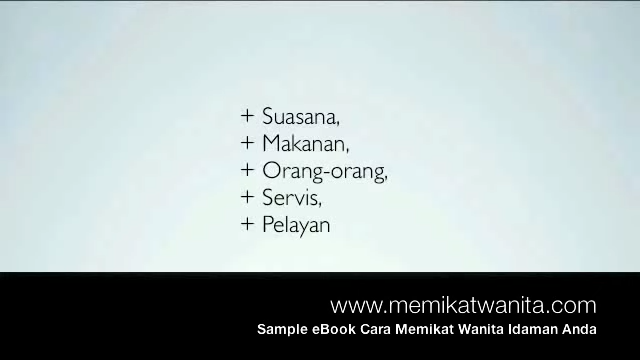 + Suasana,
+ Makanan,
+ Orang-orang,
+ Servis,
+ Pelayan
www.memikatwanita.com
Sample eBook Cara Memikat Wanita Idaman Anda